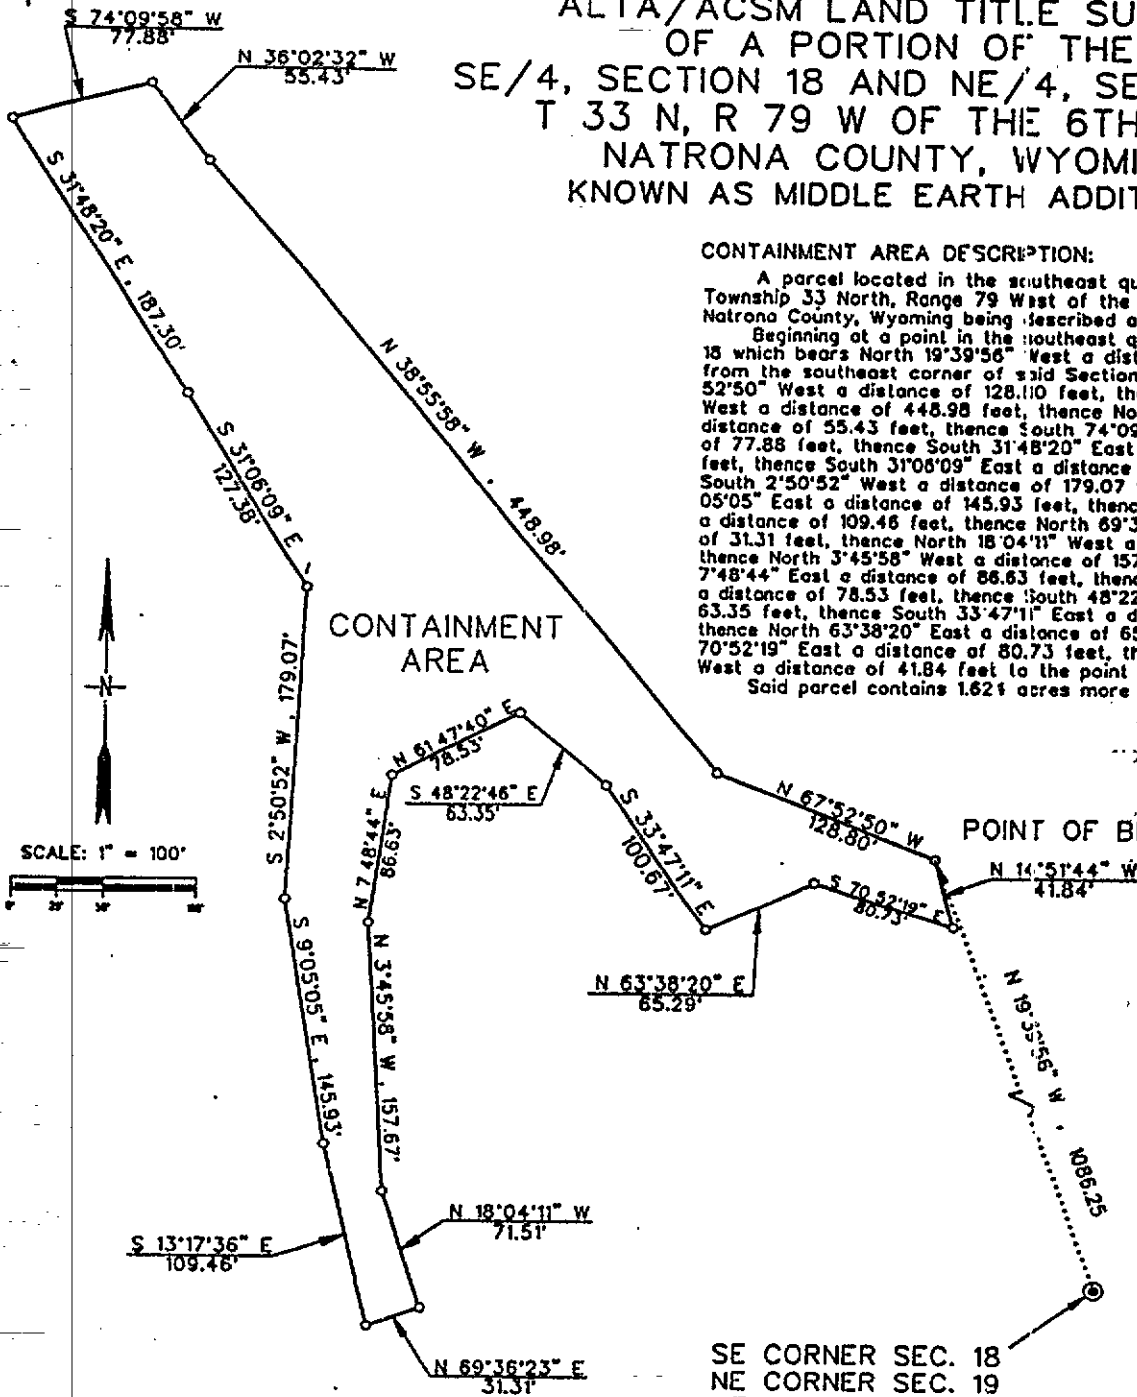 ALTA/ACSM LAND TITLE SU
OF A PORTION OF THE
SE/4, SECTION 18 AND NE/4, SE
T 33 N, R 79 W OF THE 6TH
NATRONA COUNTY, WYOMI
KNOWN AS MIDDLE EARTH ADDIT
CONTAINMENT AREA DESCRIPTION:
A parcel located in the southeast qu
Township 33 North, Range 79 West of the
Natrona County, Wyoming being described a
Beginning at a point in the southeast q
18 which bears North 19°39'56" West a dist
from the southeast corner of said Section
52'50" West a distance of 128.80 feet, th
West a distance of 448.98 feet, thence No
distance of 55.43 feet, thence South 74°09
of 77.88 feet, thence South 31°48'20" East
feet, thence South 31°06'09" East a distance
South 2°50'52" West a distance of 179.07
05'05" East a distance of 145.93 feet, thenc
a distance of 109.46 feet, thence North 69°3
of 31.31 feet, thence North 18°04'11" West a
thence North 3°45'58" West a distance of 157
7°48'44" East a distance of 86.63 feet, thenc
a distance of 78.53 feet, thence South 48°22
63.35 feet, thence South 33°47'11" East a d
thence North 63°38'20" East a distance of 65
70°52'19" East a distance of 80.73 feet, th
West a distance of 41.84 feet to the point
Said parcel contains 1.621 acres more
S 74°09'58" W
77.88'
N 36°02'32" W
55.43'
S 31°48'20" E , 187.30'
N 38°55'58" W , 448.98'
S 31°06'09" E
127.38'
CONTAINMENT
AREA
N
S 2°50'52" W , 179.07'
N 61°47'40" E
78.53'
S 48°22'46" E
63.35'
N 7°48'44" E
86.63'
S 33°47'11" E
100.67'
N 67°52'50" W
128.80'
POINT OF B
N 14°51'44" W
41.84'
S 70°52'19" E
80.73'
SCALE: 1" = 100'
0' 25' 50' 100'
N 63°38'20" E
65.29'
S 9°05'05" E , 145.93'
N 3°45'58" W , 157.67'
N 19°39'56" W , 1086.25
N 18°04'11" W
71.51'
S 13°17'36" E
109.46'
N 69°36'23" E
31.31'
SE CORNER SEC. 18
NE CORNER SEC. 19